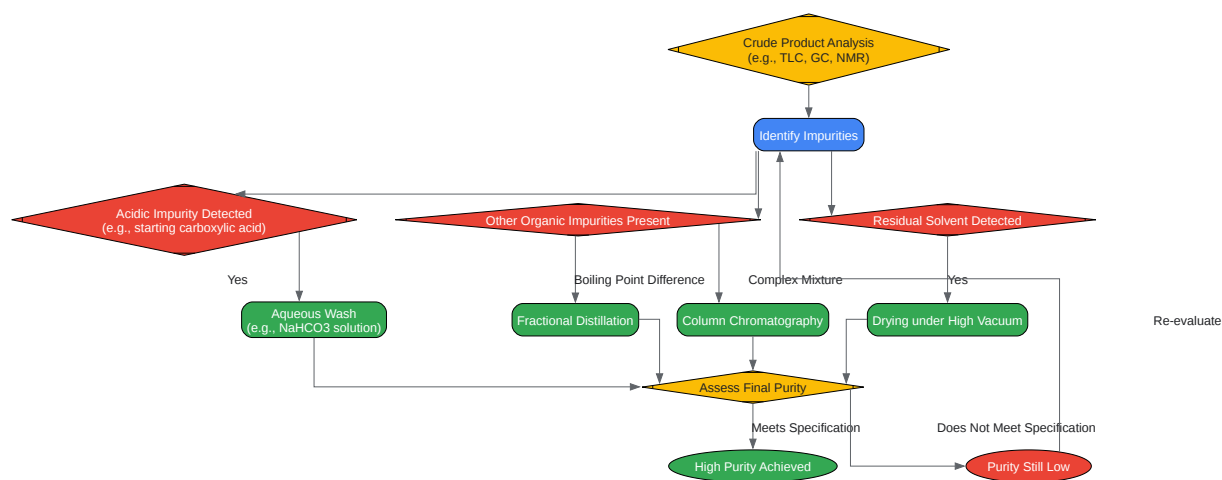 Crude Product Analysis
(e.g., TLC, GC, NMR)
Identify Impurities
Acidic Impurity Detected
(e.g., starting carboxylic acid)
Other Organic Impurities Present
Residual Solvent Detected
Yes
Boiling Point Difference
Complex Mixture
Yes
Aqueous Wash
(e.g., NaHCO3 solution)
Fractional Distillation
Column Chromatography
Drying under High Vacuum
Re-evaluate
Assess Final Purity
Meets Specification
Does Not Meet Specification
High Purity Achieved
Purity Still Low